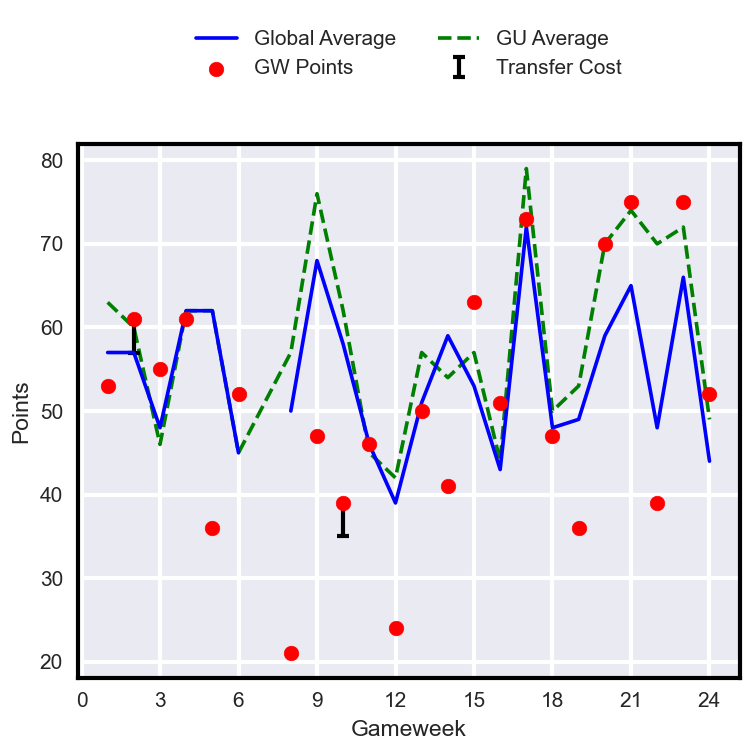 Global Average
GU Average
GW Points
Transfer Cost
80
70
60
50
40
30
20
Points
0 3 6 9 12 15 18 21 24
Gameweek